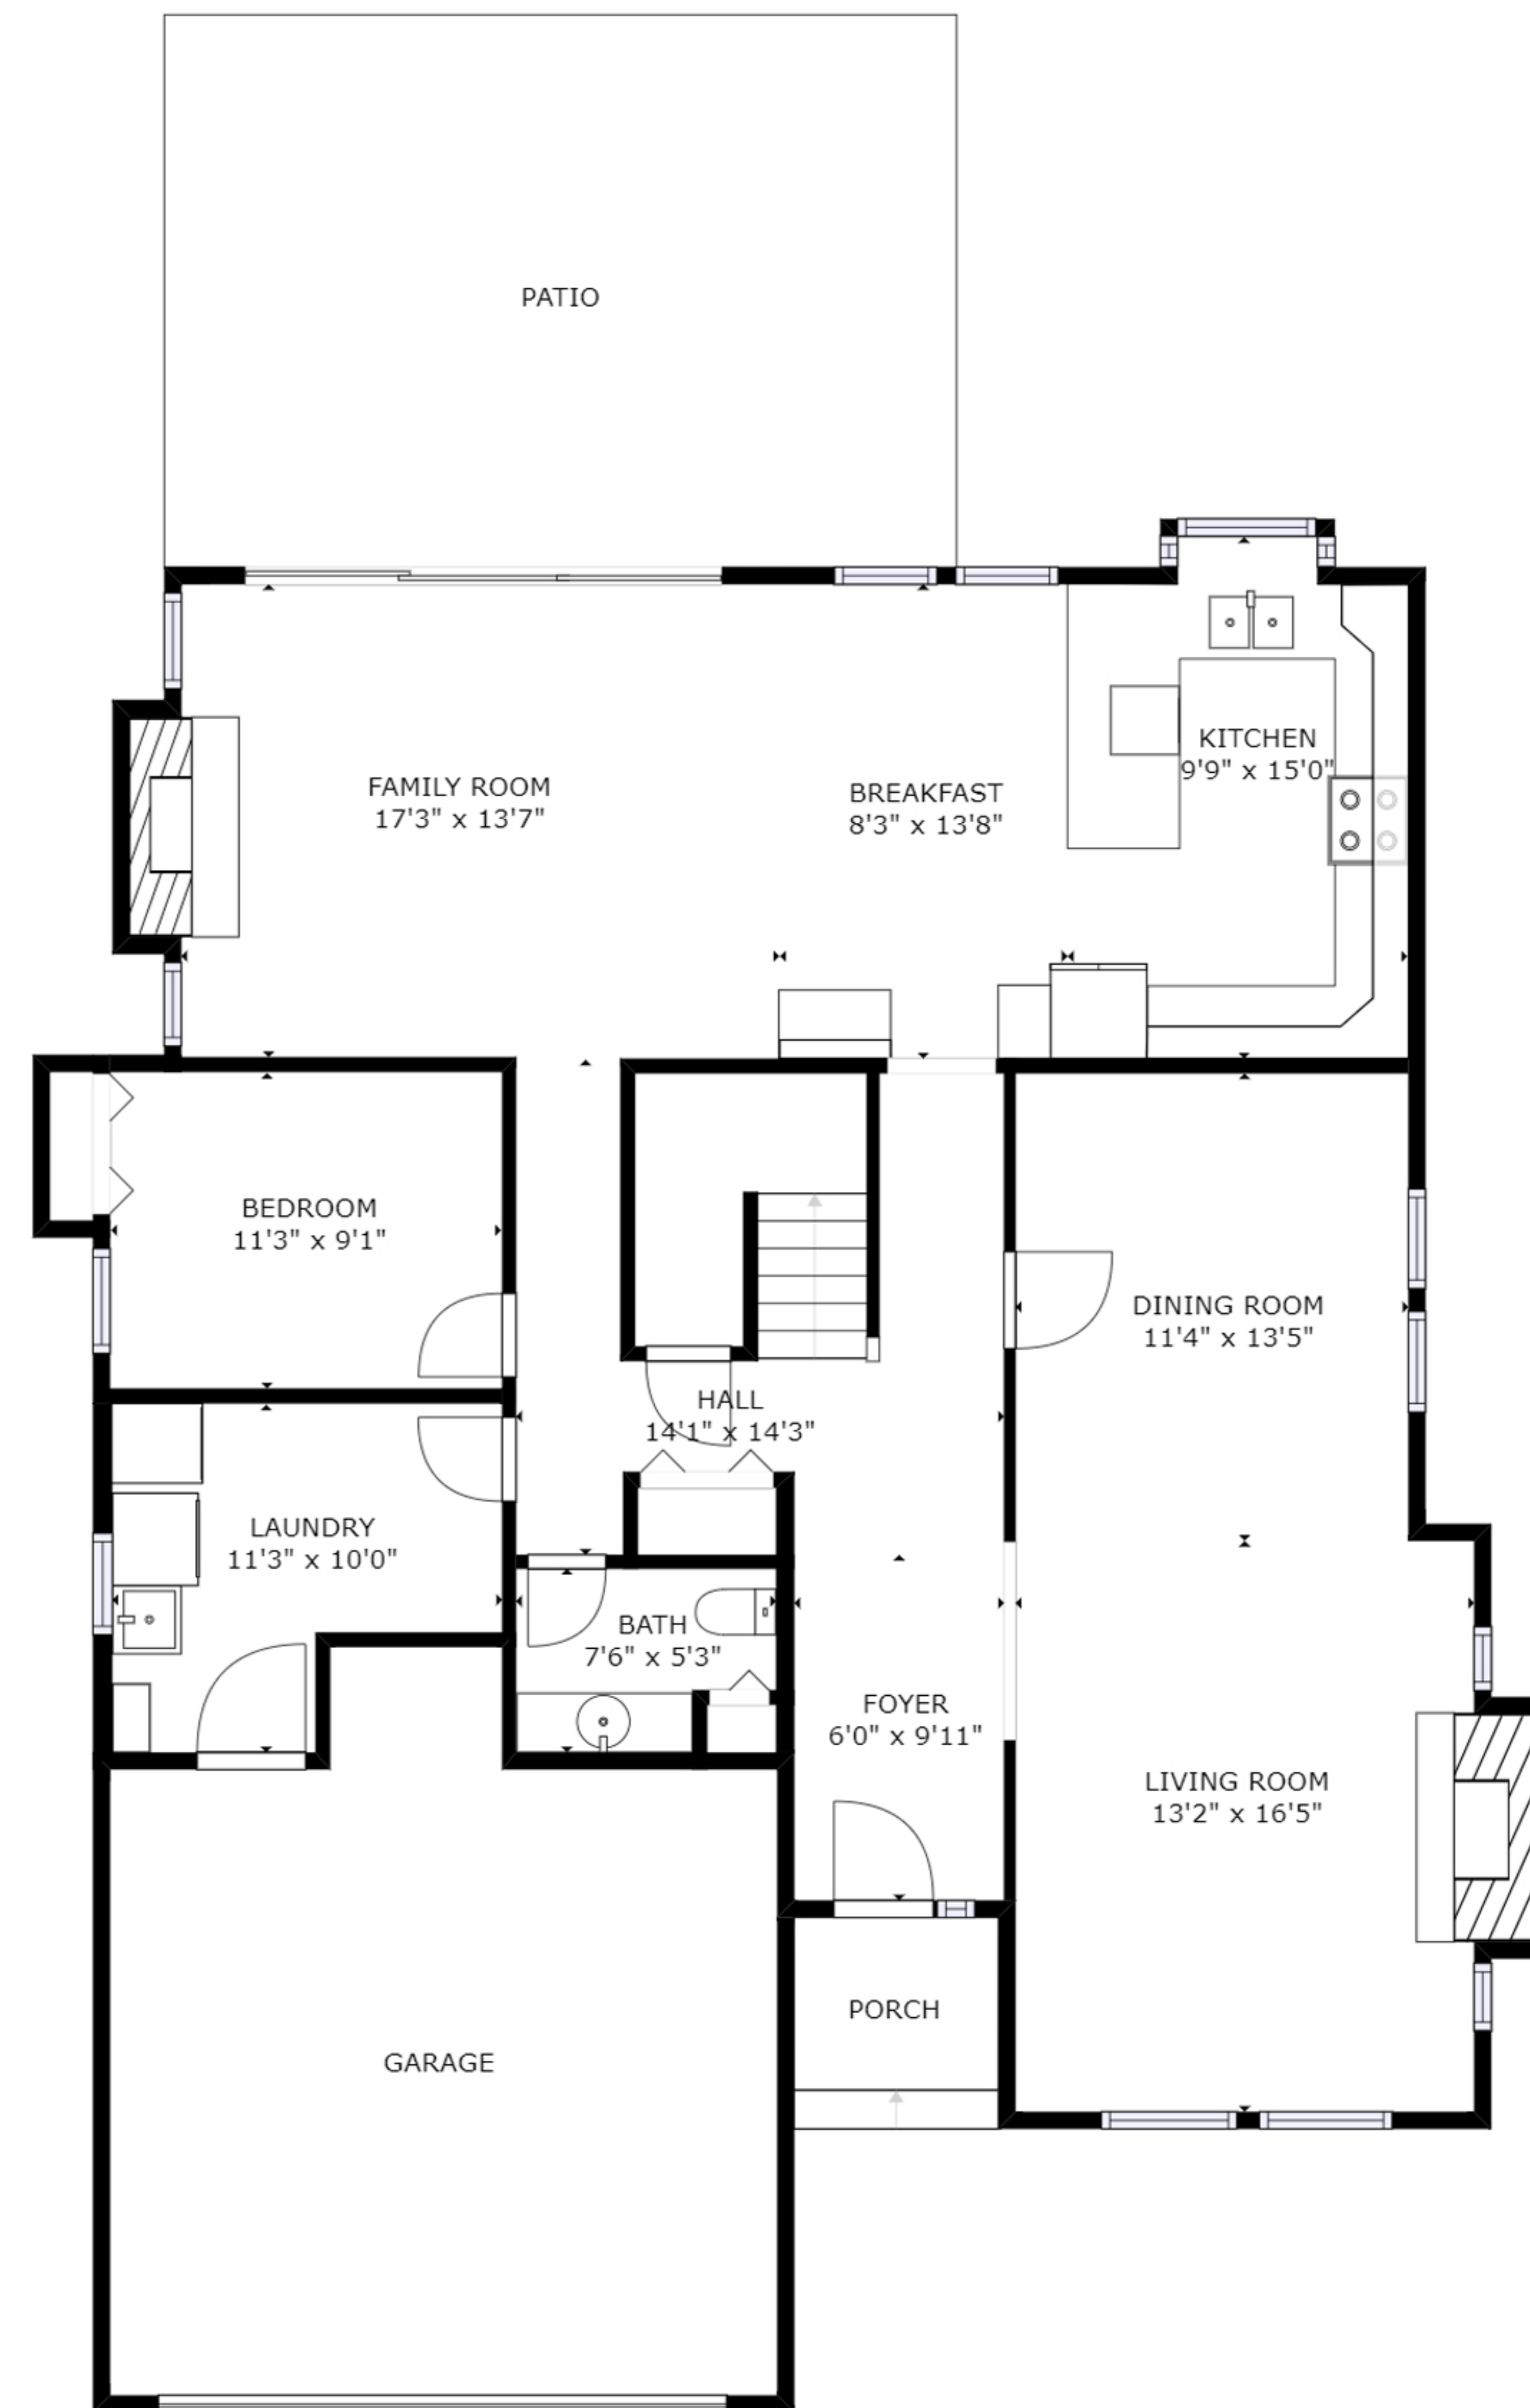 PATIO
KITCHEN
9'9" x 15'0"
FAMILY ROOM
17'3" x 13'7"
BREAKFAST
8'3" x 13'8"
BEDROOM
11'3" x 9'1"
DINING ROOM
11'4" x 13'5"
HALL
14'1" x 14'3"
LAUNDRY
11'3" x 10'0"
BATH
7'6" x 5'3"
FOYER
6'0" x 9'11"
LIVING ROOM
13'2" x 16'5"
PORCH
GARAGE